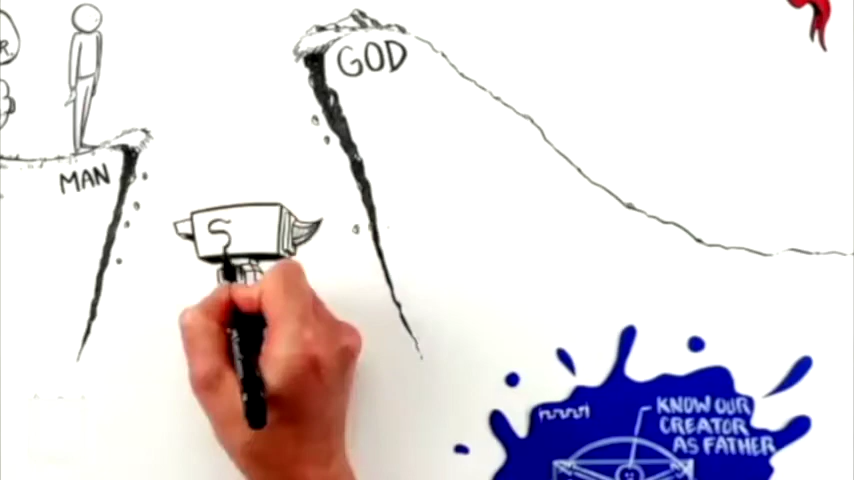 R.
GOD
MAN
S
KNOW OUR
CREATOR
AS FATHER